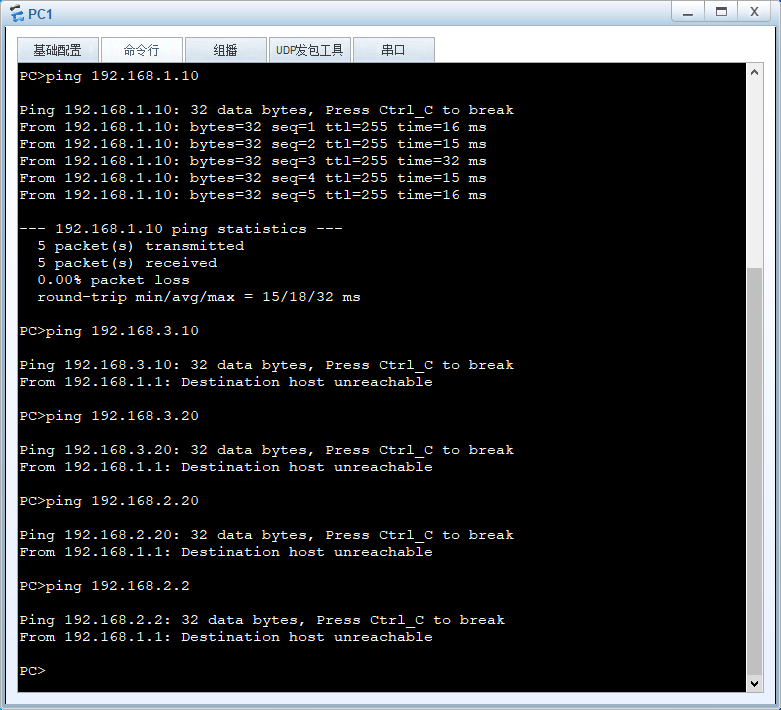 PC1
基础配置 命令行 组播 UDP发包工具 串口
PC>ping 192.168.1.10
Ping 192.168.1.10: 32 data bytes, Press Ctrl_C to break
From 192.168.1.10: bytes=32 seq=1 ttl=255 time=16 ms
From 192.168.1.10: bytes=32 seq=2 ttl=255 time=15 ms
From 192.168.1.10: bytes=32 seq=3 ttl=255 time=32 ms
From 192.168.1.10: bytes=32 seq=4 ttl=255 time=15 ms
From 192.168.1.10: bytes=32 seq=5 ttl=255 time=16 ms
--- 192.168.1.10 ping statistics ---
5 packet(s) transmitted
5 packet(s) received
0.00% packet loss
round-trip min/avg/max = 15/18/32 ms
PC>ping 192.168.3.10
Ping 192.168.3.10: 32 data bytes, Press Ctrl_C to break
From 192.168.1.1: Destination host unreachable
PC>ping 192.168.3.20
Ping 192.168.3.20: 32 data bytes, Press Ctrl_C to break
From 192.168.1.1: Destination host unreachable
PC>ping 192.168.2.20
Ping 192.168.2.20: 32 data bytes, Press Ctrl_C to break
From 192.168.1.1: Destination host unreachable
PC>ping 192.168.2.2
Ping 192.168.2.2: 32 data bytes, Press Ctrl_C to break
From 192.168.1.1: Destination host unreachable
PC>